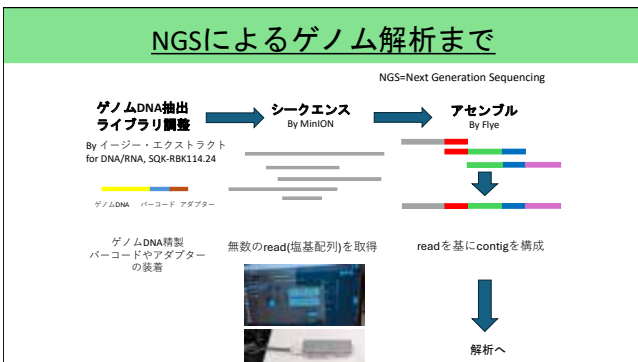 NGSによるゲノム解析まで
NGS=Next Generation Sequencing
ゲノムDNA抽出
ライブラリ調整
By イージー・エクストラクト
for DNA/RNA, SQK-RBK114.24
ゲノムDNA バーコード アダプター
ゲノムDNA精製
バーコードやアダプター
の装着
シークエンス
By MinION
無数のread(塩基配列)を取得
アセンブル
By Flye
readを基にcontigを構成
解析へ